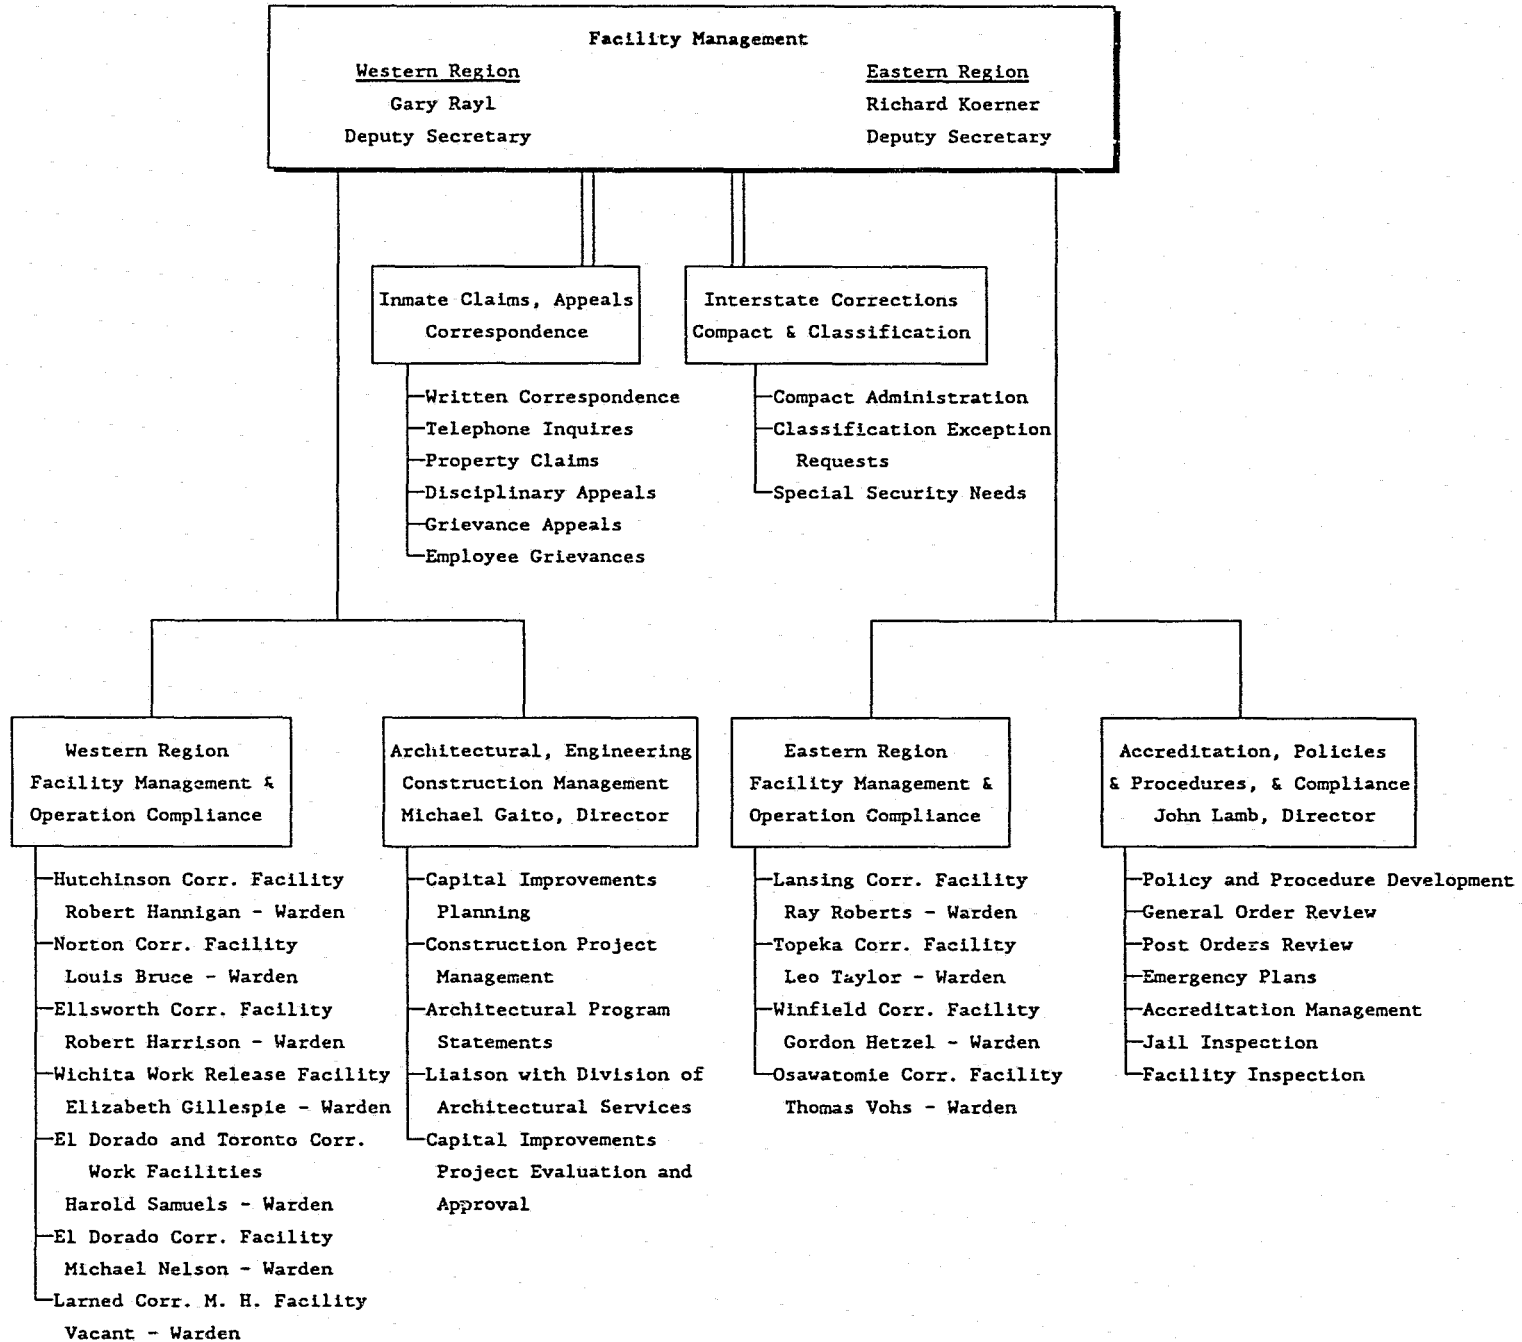 Facility Management
Western Region
Gary Rayl
Deputy Secretary
Eastern Region
Richard Koerner
Deputy Secretary
Inmate Claims, Appeals
Correspondence
Written Correspondence
Telephone Inquires
Property Claims
Disciplinary Appeals
Grievance Appeals
Employee Grievances
Interstate Corrections
Compact & Classification
Compact Administration
Classification Exception
Requests
Special Security Needs
Western Region
Facility Management &
Operation Compliance
Hutchinson Corr. Facility
Robert Hannigan - Warden
Norton Corr. Facility
Louis Bruce - Warden
Ellsworth Corr. Facility
Robert Harrison - Warden
Wichita Work Release Facility
Elizabeth Gillespie - Warden
El Dorado and Toronto Corr.
Work Facilities
Harold Samuels - Warden
El Dorado Corr. Facility
Michael Nelson - Warden
Larned Corr. M. H. Facility
Vacant - Warden
Architectural, Engineering
Construction Management
Michael Gaito, Director
Capital Improvements
Planning
Construction Project
Management
Architectural Program
Statements
Liaison with Division of
Architectural Services
Capital Improvements
Project Evaluation and
Approval
Eastern Region
Facility Management &
Operation Compliance
Lansing Corr. Facility
Ray Roberts - Warden
Topeka Corr. Facility
Leo Taylor - Warden
Winfield Corr. Facility
Gordon Hetzel - Warden
Osawatomie Corr. Facility
Thomas Vohs - Warden
Accreditation, Policies
& Procedures, & Compliance
John Lamb, Director
Policy and Procedure Development
General Order Review
Post Orders Review
Emergency Plans
Accreditation Management
Jail Inspection
Facility Inspection